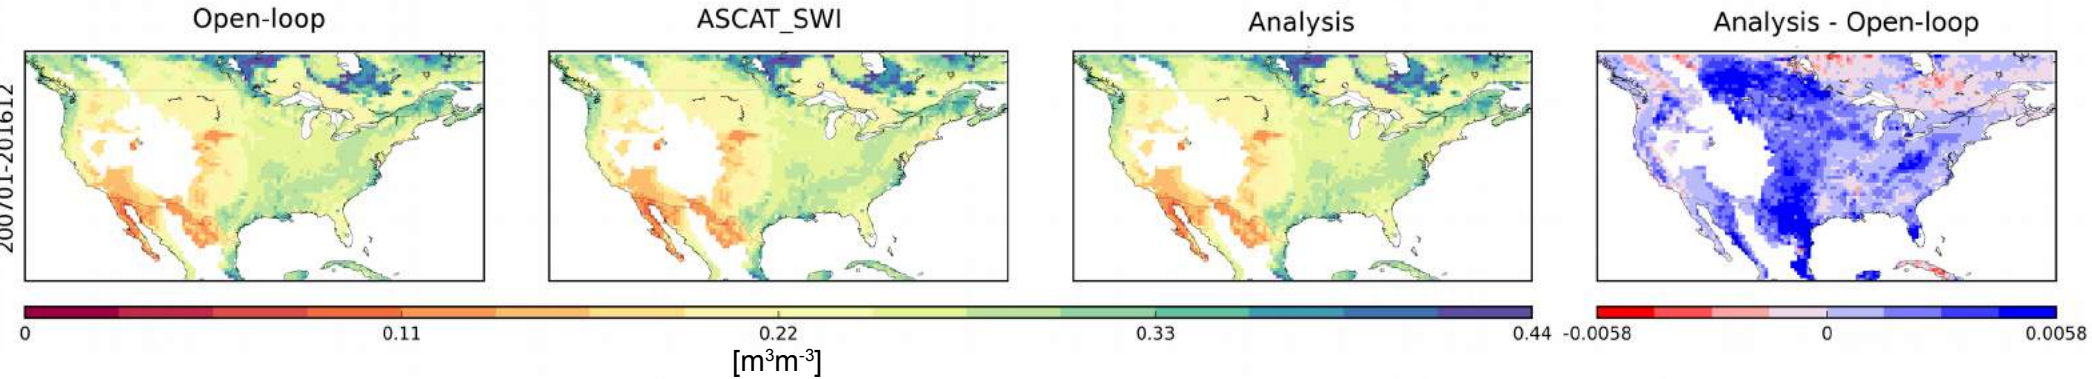 Open-loop
ASCAT_SWI
Analysis
Analysis - Open-loop
200701-201612
0 0.11 0.22 0.33 0.44
-0.0058 0 0.0058
[m³m⁻³]